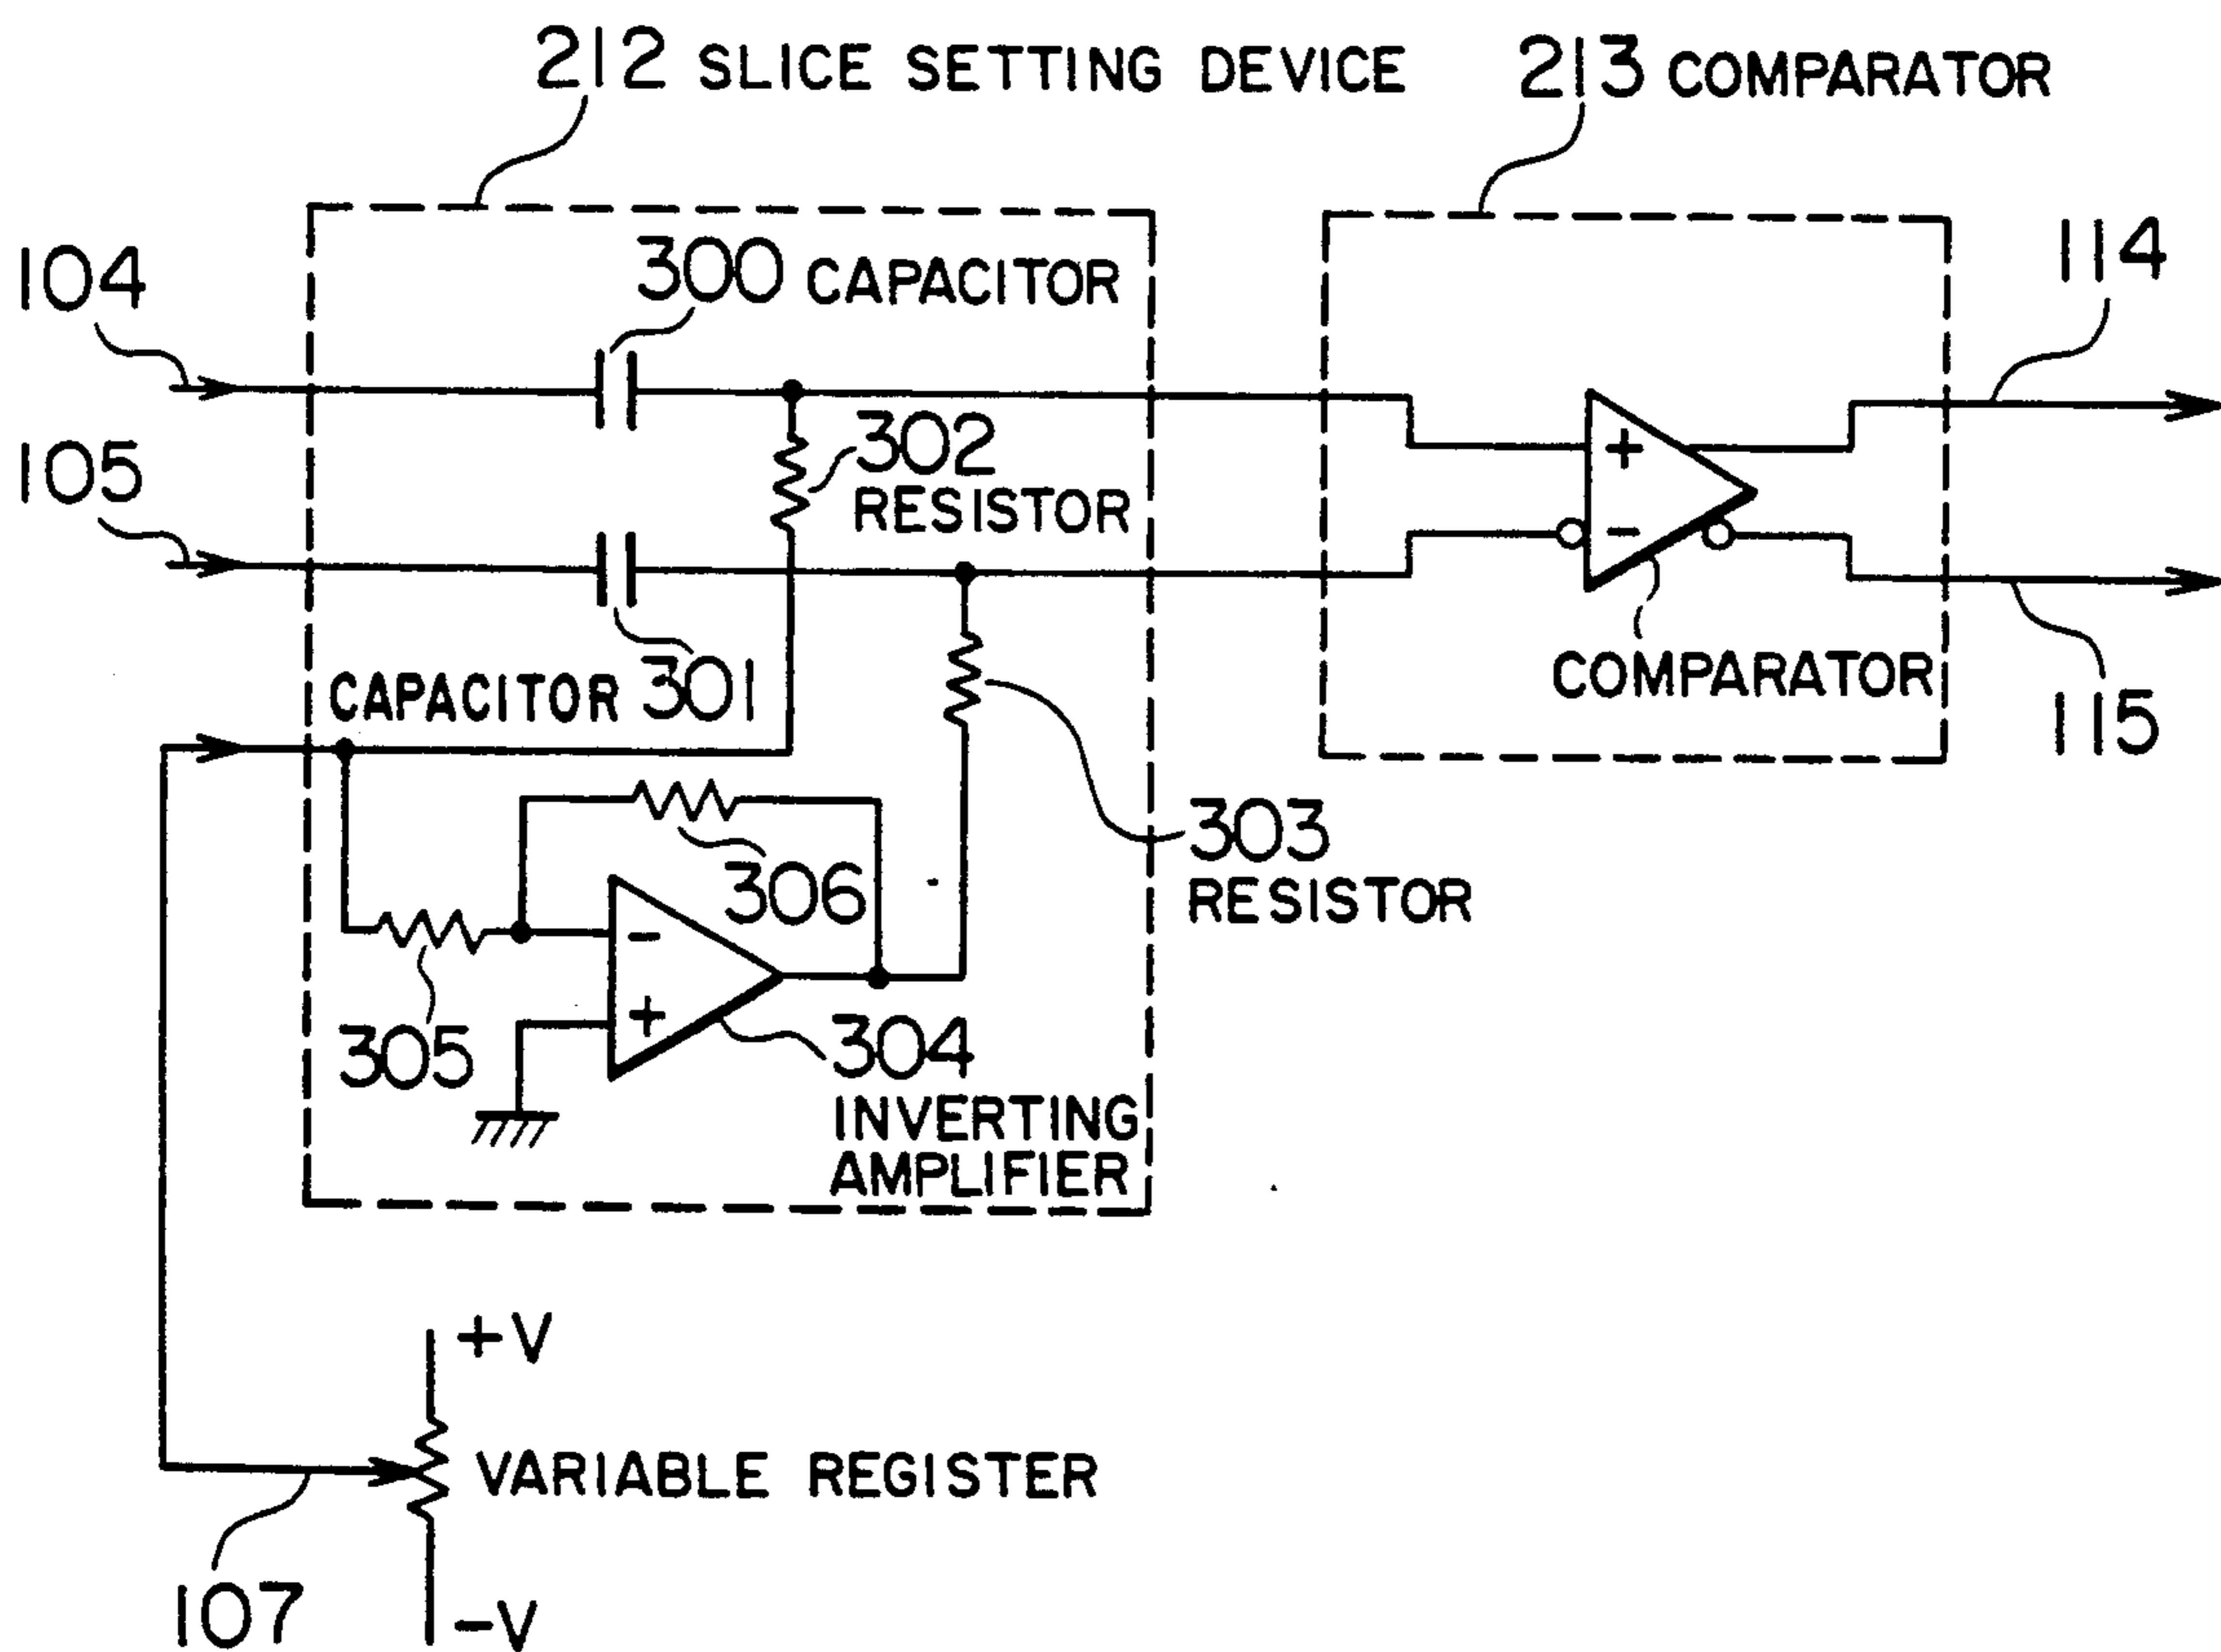 212 SLICE SETTING DEVICE
213 COMPARATOR
104
300 CAPACITOR
114
105
302
RESISTOR
+
-
CAPACITOR 301
COMPARATOR
115
303
RESISTOR
306
-
+
305
304
INVERTING
AMPLIFIER
+V
VARIABLE REGISTER
107
-V